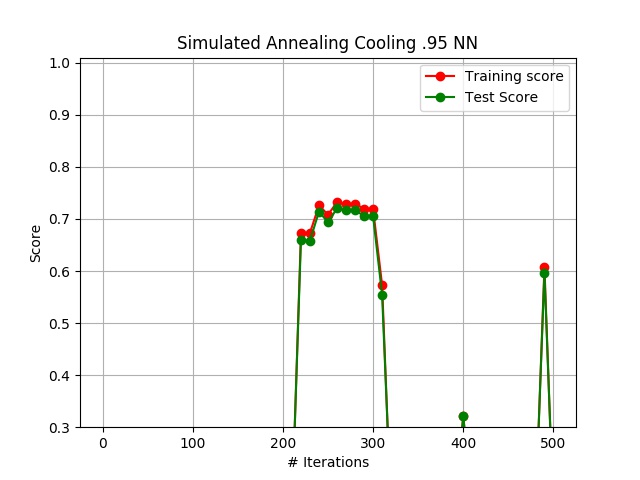 Simulated Annealing Cooling .95 NN
Training score
Test Score
1.0
0.9
0.8
0.7
0.6
0.5
0.4
0.3
Score
0 100 200 300 400 500
# Iterations